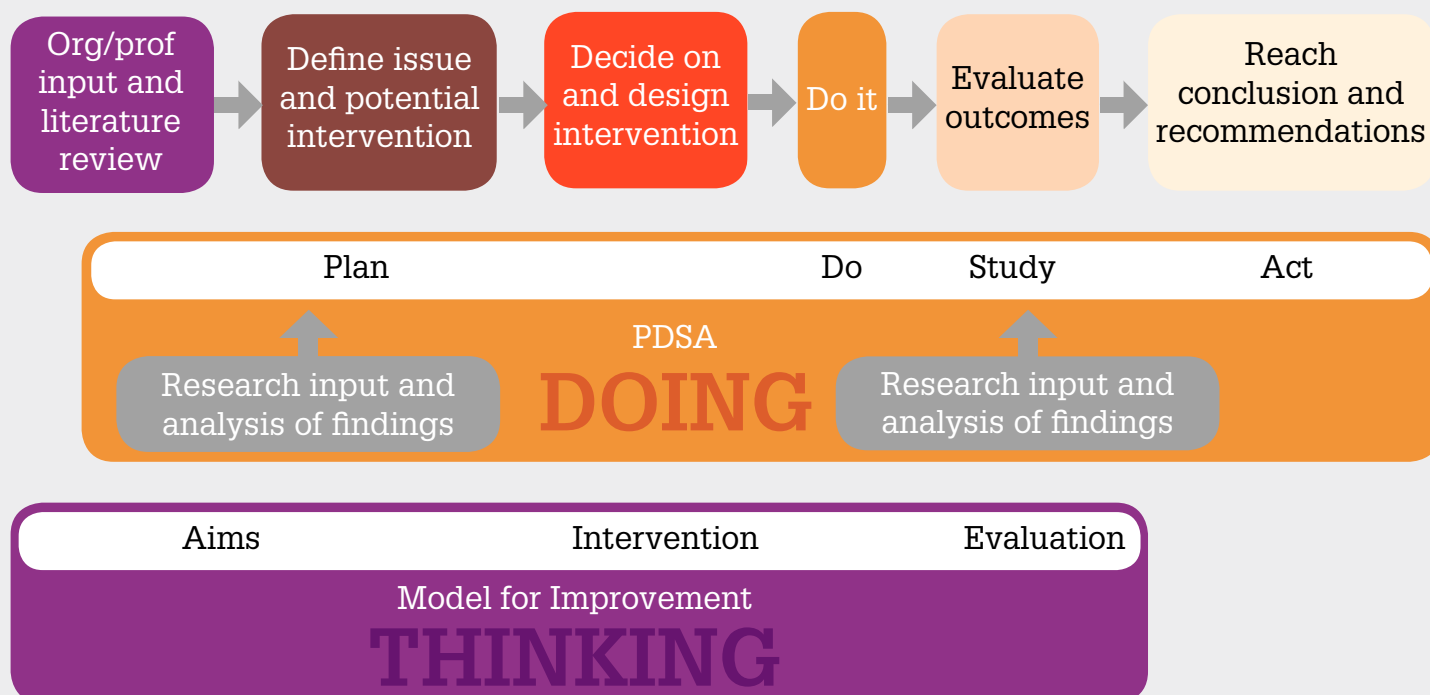 Org/prof
input and
literature
review
Define issue
and potential
intervention
Decide on
and design
intervention
Do it
Evaluate
outcomes
Reach
conclusion and
recommendations
Plan
Do
Study
Act
PDSA
DOING
Research input and
analysis of findings
Research input and
analysis of findings
Aims
Intervention
Evaluation
Model for Improvement
THINKING